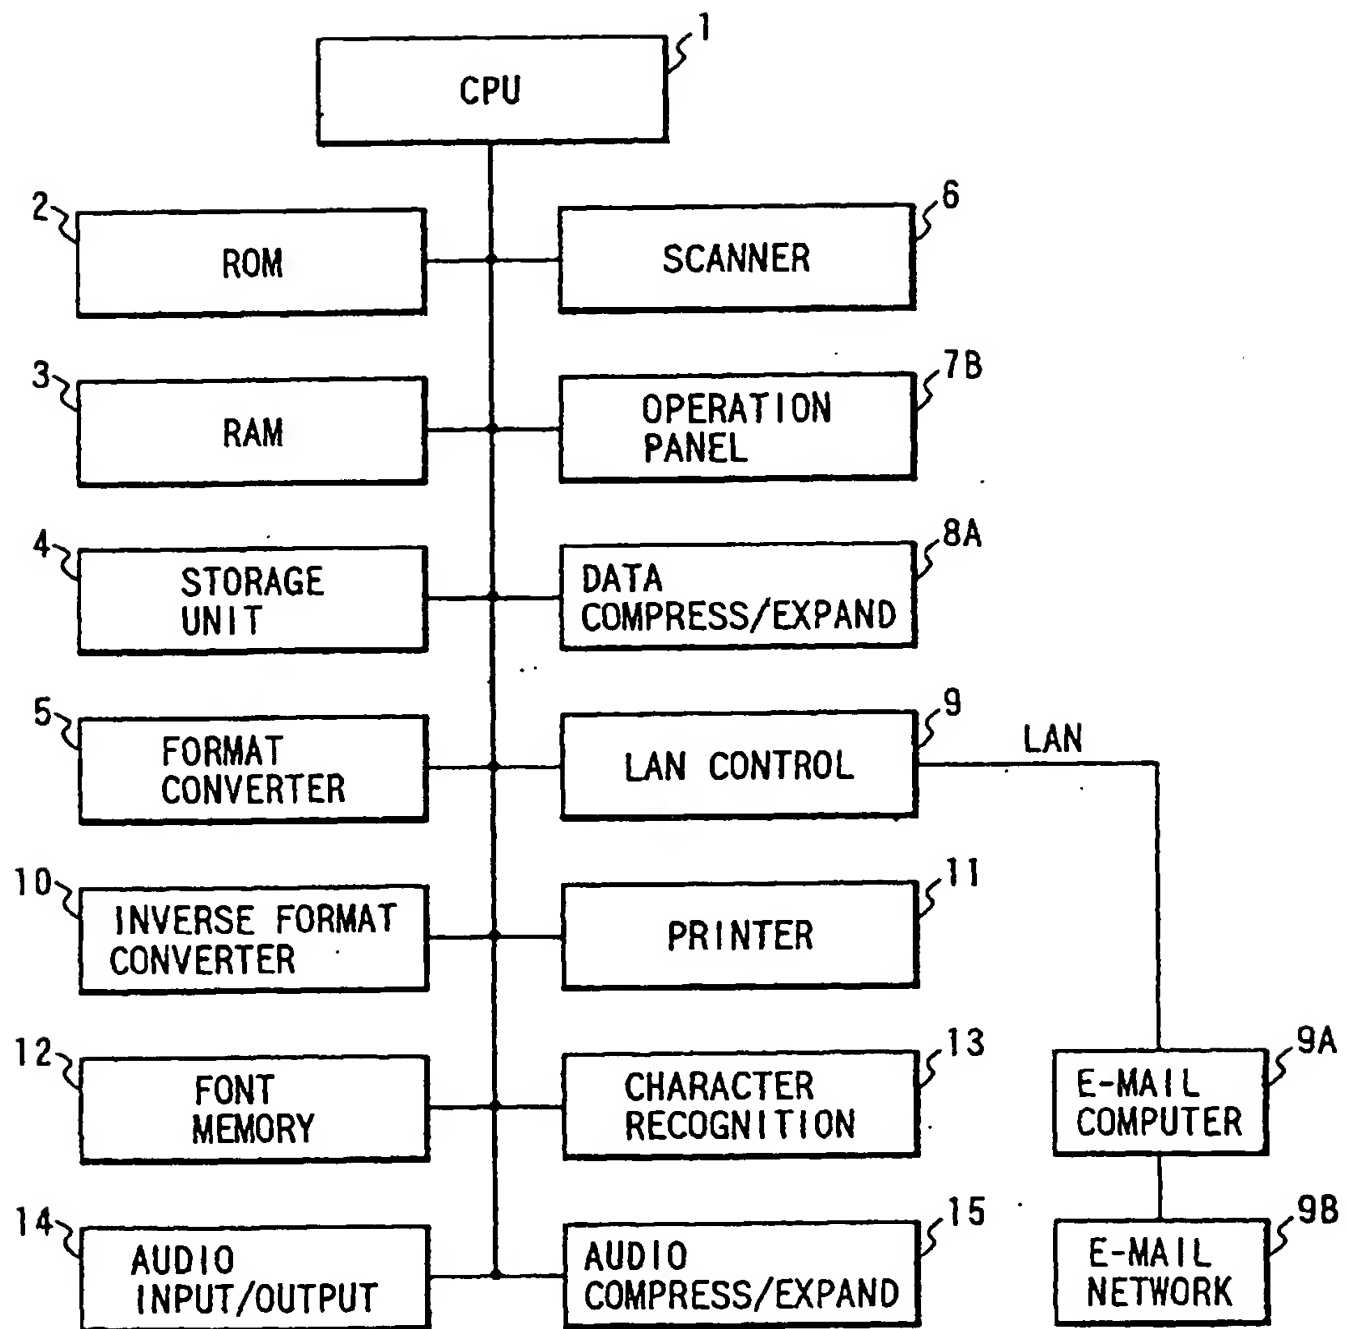 1
CPU
2
ROM
6
SCANNER
3
RAM
7B
OPERATION
PANEL
4
STORAGE
UNIT
8A
DATA
COMPRESS/EXPAND
5
FORMAT
CONVERTER
9
LAN CONTROL
LAN
10
INVERSE FORMAT
CONVERTER
11
PRINTER
12
FONT
MEMORY
13
CHARACTER
RECOGNITION
9A
E-MAIL
COMPUTER
14
AUDIO
INPUT/OUTPUT
15
AUDIO
COMPRESS/EXPAND
9B
E-MAIL
NETWORK